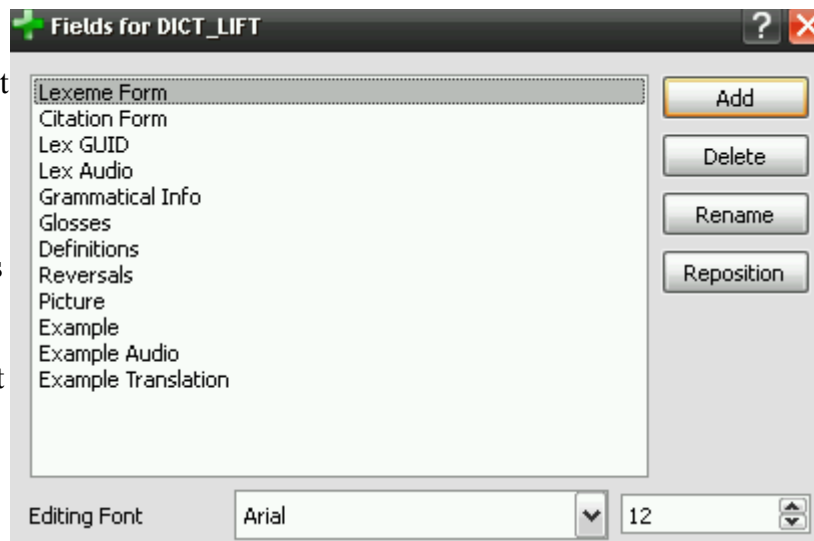 Fields for DICT_LIFT
?
Lexeme Form
Citation Form
Lex GUID
Lex Audio
Grammatical Info
Glosses
Definitions
Reversals
Picture
Example
Example Audio
Example Translation
Add
Delete
Rename
Reposition
Editing Font
Arial
12